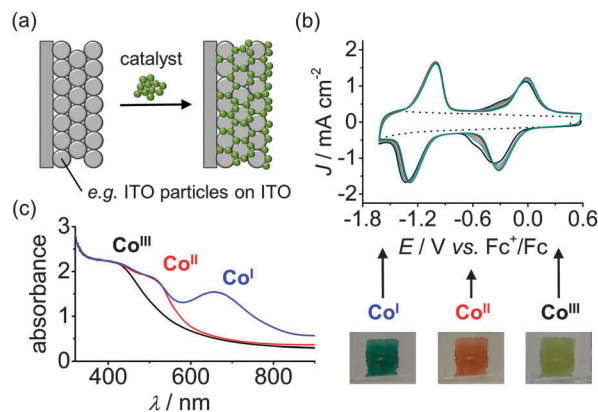 (a)
catalyst
e.g. ITO particles on ITO
(b)
J / mA cm⁻²
2
1
0
-1
-2
-1.8 -1.2 -0.6 0.0 0.6
E / V vs. Fc⁺/Fc
Coᴵ Coᴵᴵ Coᴵᴵᴵ
(c)
absorbance
3
2
1
0
Coᴵᴵᴵ
Coᴵᴵ
Coᴵ
400 600 800
λ / nm